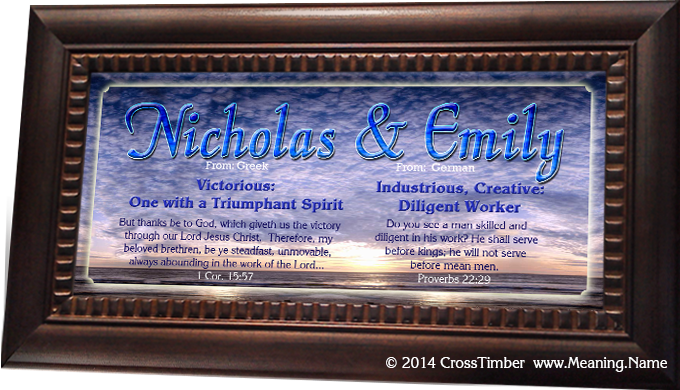 Nicholas & Emily
From: Greek
Victorious:
One with a Triumphant Spirit
But thanks be to God, which giveth us the victory
through our Lord Jesus Christ.  Therefore, my
beloved brethren, be ye steadfast, unmovable,
always abounding in the work of the Lord...
1 Cor. 15:57
From: German
Industrious, Creative:
Diligent Worker
Do you see a man skilled and
diligent in his work? He shall serve
before kings; he will not serve
before mean men.
Proverbs 22:29
© 2014 CrossTimber  www.Meaning.Name